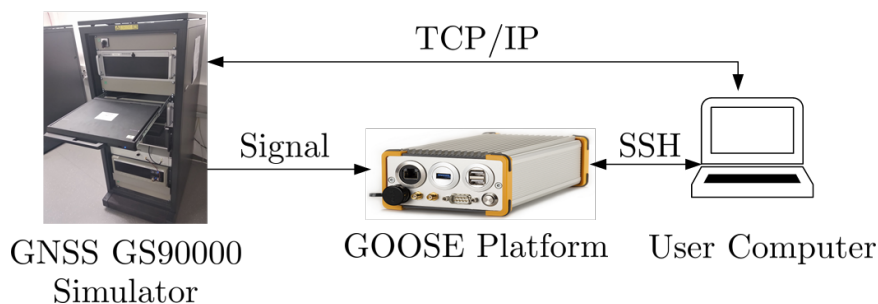 TCP/IP
Signal
SSH
GNSS GS90000
Simulator
GOOSE Platform
User Computer